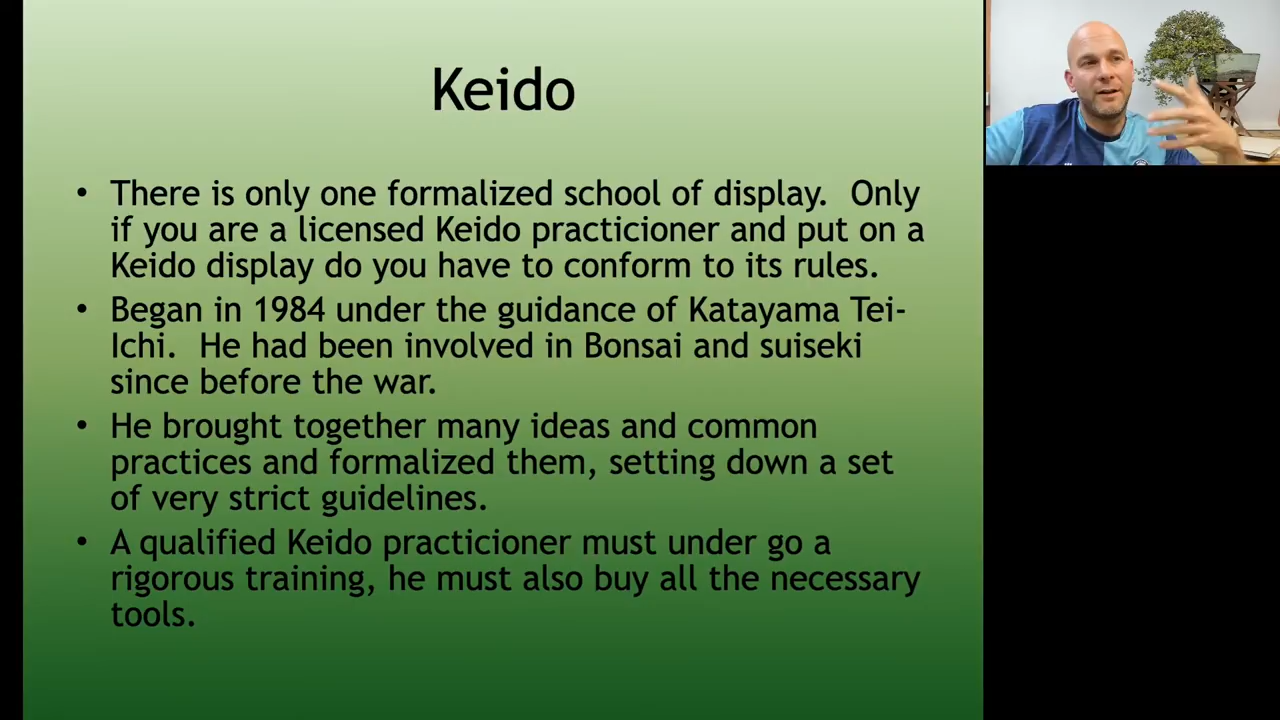 Keido
• There is only one formalized school of display.  Only
if you are a licensed Keido practicioner and put on a
Keido display do you have to conform to its rules.
• Began in 1984 under the guidance of Katayama Tei-
Ichi.  He had been involved in Bonsai and suiseki
since before the war.
• He brought together many ideas and common
practices and formalized them, setting down a set
of very strict guidelines.
• A qualified Keido practicioner must under go a
rigorous training, he must also buy all the necessary
tools.